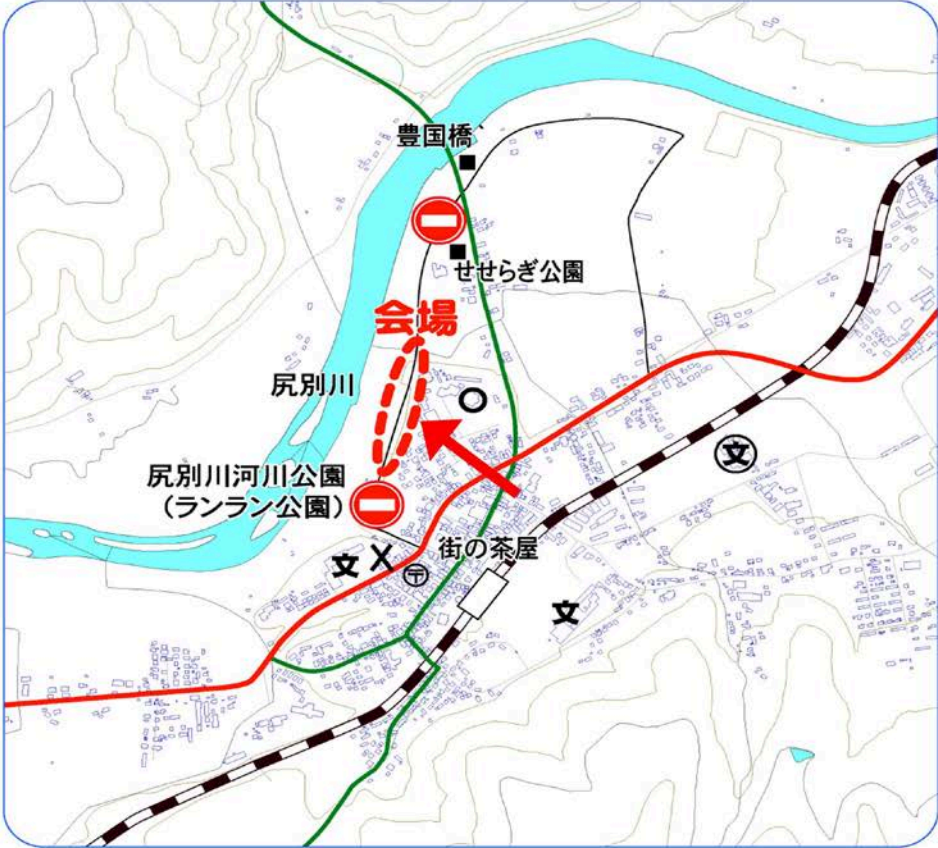 豊国橋
せせらぎ公園
会場
尻別川
尻別川河川公園
(ランラン公園)
文
街の茶屋
文
〒
文